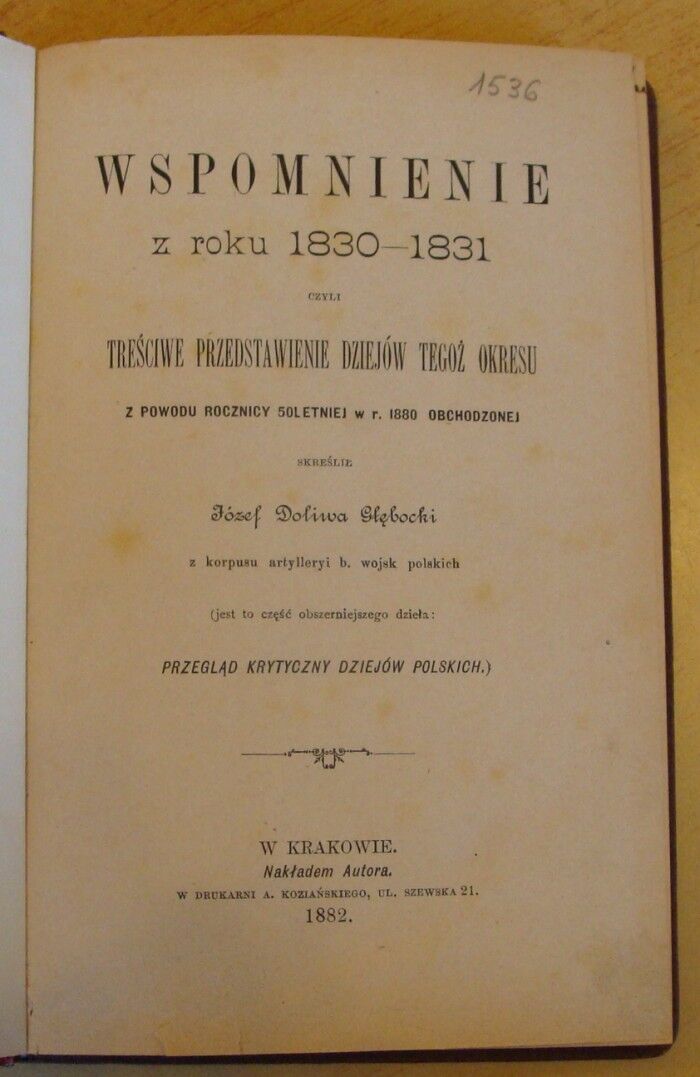 1536
WSPOMNIENIE
z roku 1830—1831
CZYLI
TREŚCIWE PRZEDSTAWIENIE DZIEJÓW TEGOŻ OKRESU
Z POWODU ROCZNICY 50LETNIEJ w r. 1880 OBCHODZONEJ
SKREŚLIŁ
Józef Doliwa Głębocki
z korpusu artylleryi b. wojsk polskich
(jest to część obszerniejszego dzieła:
PRZEGLĄD KRYTYCZNY DZIEJÓW POLSKICH.)
W KRAKOWIE.
Nakładem Autora.
W DRUKARNI A. KOZIAŃSKIEGO, UL. SZEWSKA 21.
1882.